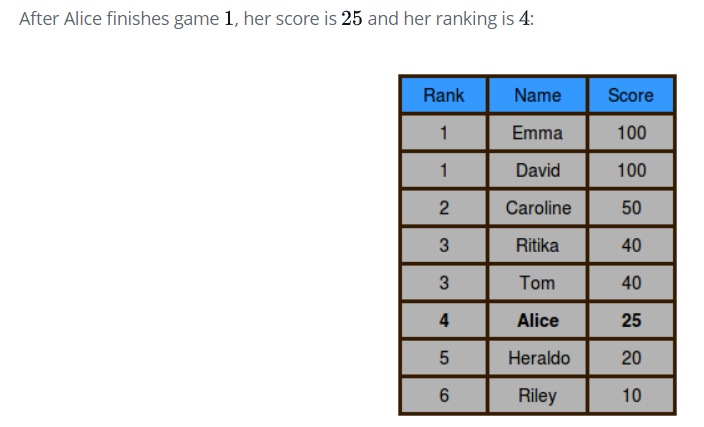 After Alice finishes game 1, her score is 25 and her ranking is 4:
Rank Name Score
1 Emma 100
1 David 100
2 Caroline 50
3 Ritika 40
3 Tom 40
4 Alice 25
5 Heraldo 20
6 Riley 10